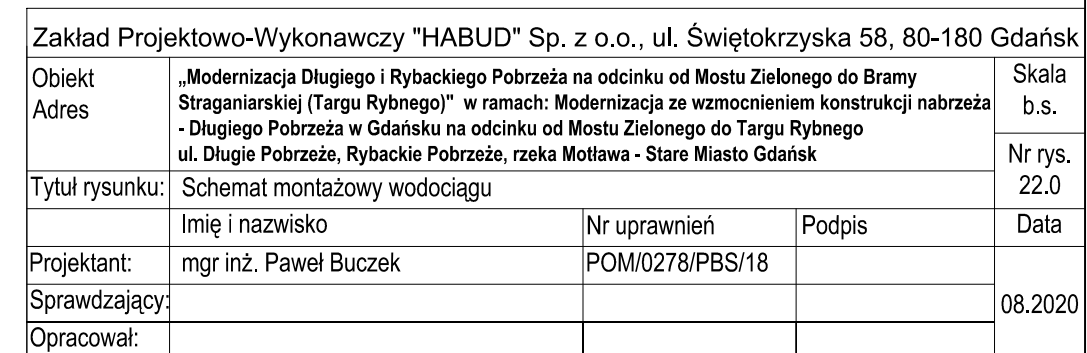 Zakład Projektowo-Wykonawczy "HABUD" Sp. z o.o., ul. Świętokrzyska 58, 80-180 Gdańsk
Obiekt
Adres
„Modernizacja Długiego i Rybackiego Pobrzeża na odcinku od Mostu Zielonego do Bramy
Straganiarskiej (Targu Rybnego)" w ramach: Modernizacja ze wzmocnieniem konstrukcji nabrzeża
- Długiego Pobrzeża w Gdańsku na odcinku od Mostu Zielonego do Targu Rybnego
ul. Długie Pobrzeże, Rybackie Pobrzeże, rzeka Motława - Stare Miasto Gdańsk
Skala
b.s.
Nr rys.
22.0
Tytuł rysunku: Schemat montażowy wodociągu
Imię i nazwisko Nr uprawnień Podpis Data
Projektant: mgr inż. Paweł Buczek POM/0278/PBS/18
Sprawdzający:
08.2020
Opracował: